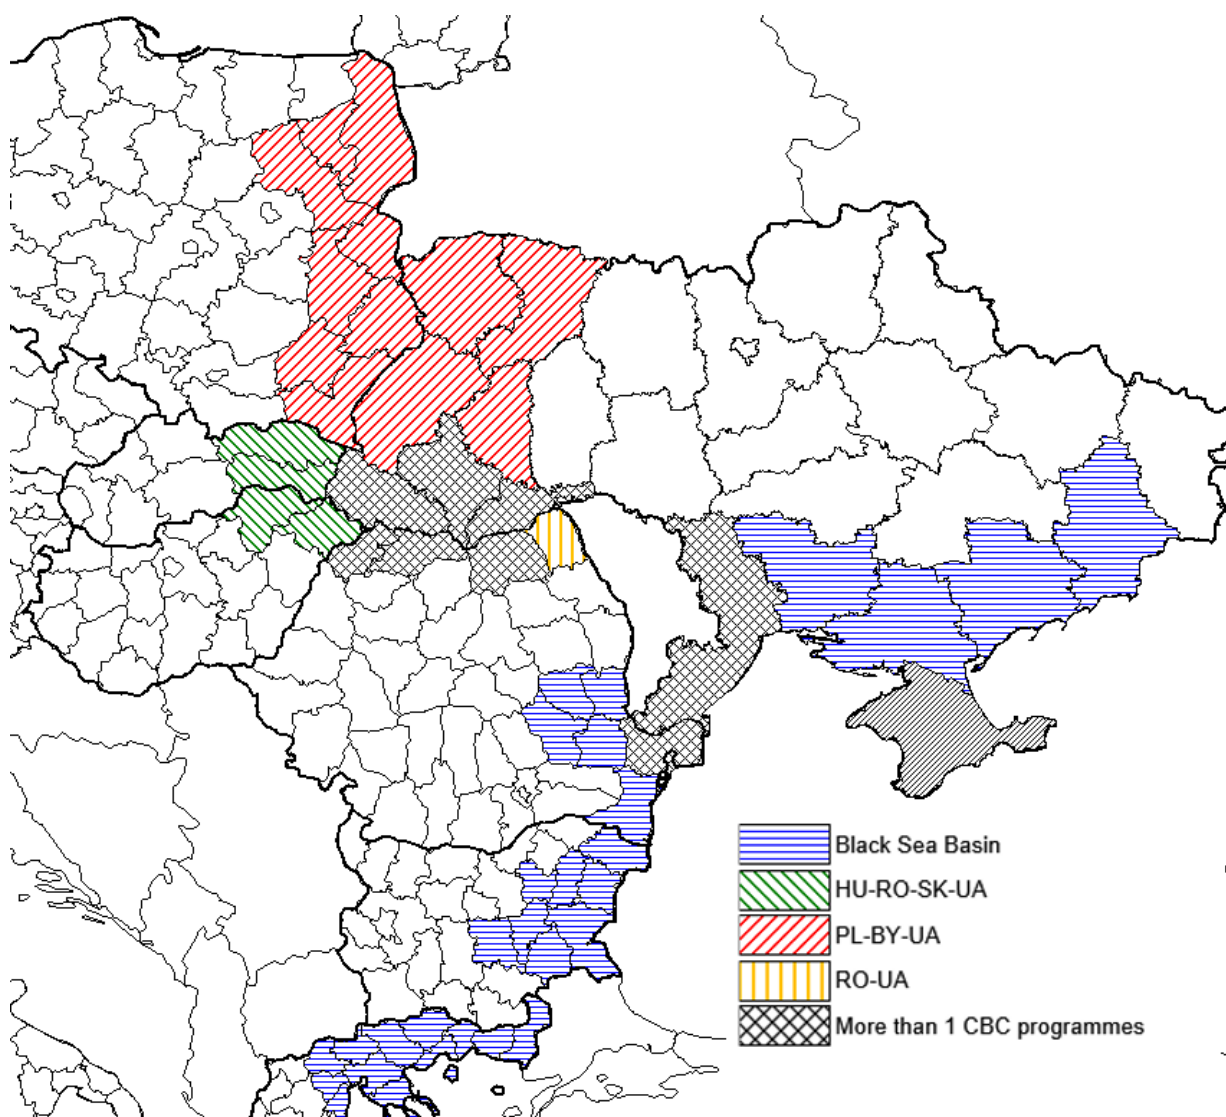 Black Sea Basin
HU-RO-SK-UA
PL-BY-UA
RO-UA
More than 1 CBC programmes